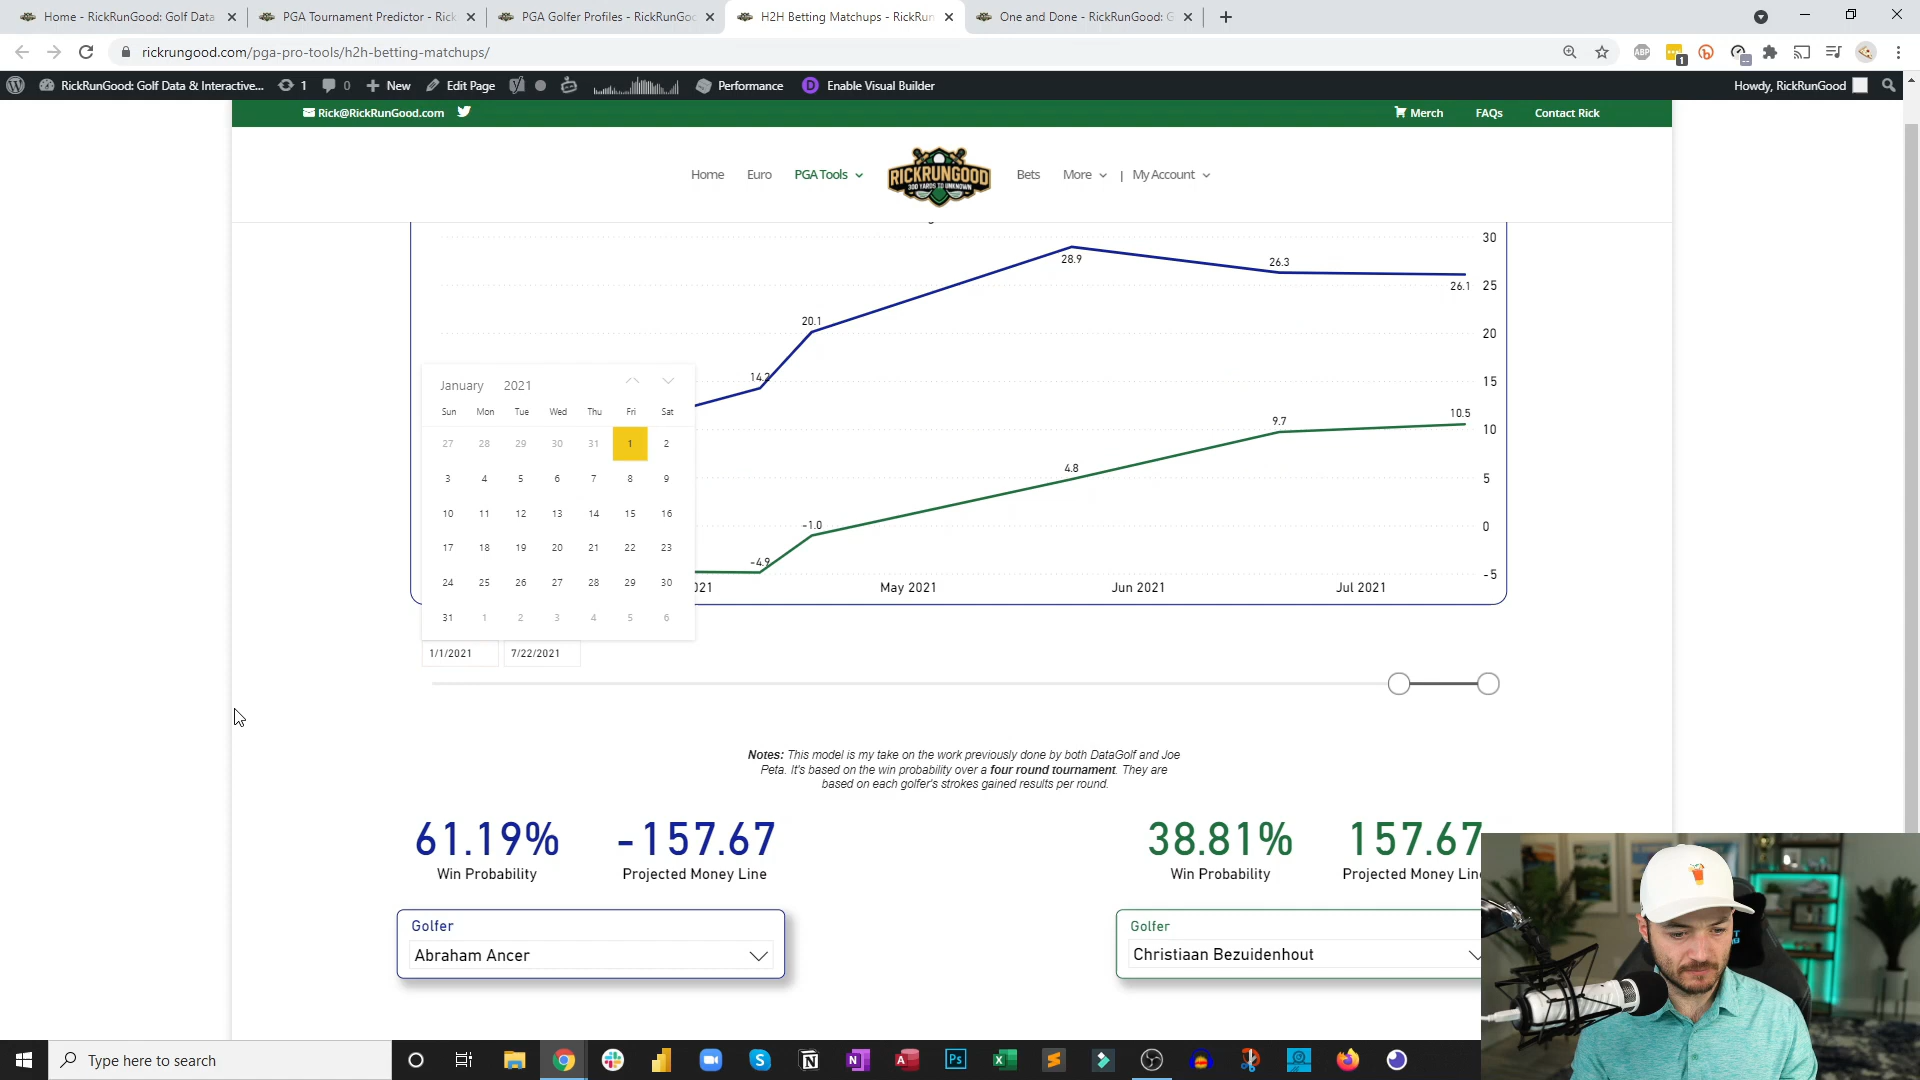 Home - RickRunGood: Golf Data
PGA Tournament Predictor - Rick
PGA Golfer Profiles - RickRunGoo
H2H Betting Matchups - RickRun
One and Done - RickRunGood: G
rickrungood.com/pga-pro-tools/h2h-betting-matchups/
ABP
1
RickRunGood: Golf Data & Interactive...
1
0
New
Edit Page
Performance
D
Enable Visual Builder
Howdy, RickRunGood
Rick@RickRunGood.com
Merch
FAQs
Contact Rick
Home
Euro
PGA Tools
RICKRUNGOOD
300 YARDS TO UNKNOWN
Bets
More
|
My Account
30
28.9
26.3
26.1
25
20.1
20
14.2
15
10.5
9.7
10
4.8
5
-1.0
0
-4.9
-5
May 2021
Jun 2021
Jul 2021
January 2021
Sun Mon Tue Wed Thu Fri Sat
27 28 29 30 31 1 2
3 4 5 6 7 8 9
10 11 12 13 14 15 16
17 18 19 20 21 22 23
24 25 26 27 28 29 30
31 1 2 3 4 5 6
1/1/2021
7/22/2021
Notes: This model is my take on the work previously done by both DataGolf and Joe
Peta. It's based on the win probability over a four round tournament. They are
based on each golfer's strokes gained results per round.
61.19%
Win Probability
-157.67
Projected Money Line
38.81%
Win Probability
157.67
Projected Money Lin
Golfer
Abraham Ancer
Golfer
Christiaan Bezuidenhout
Type here to search